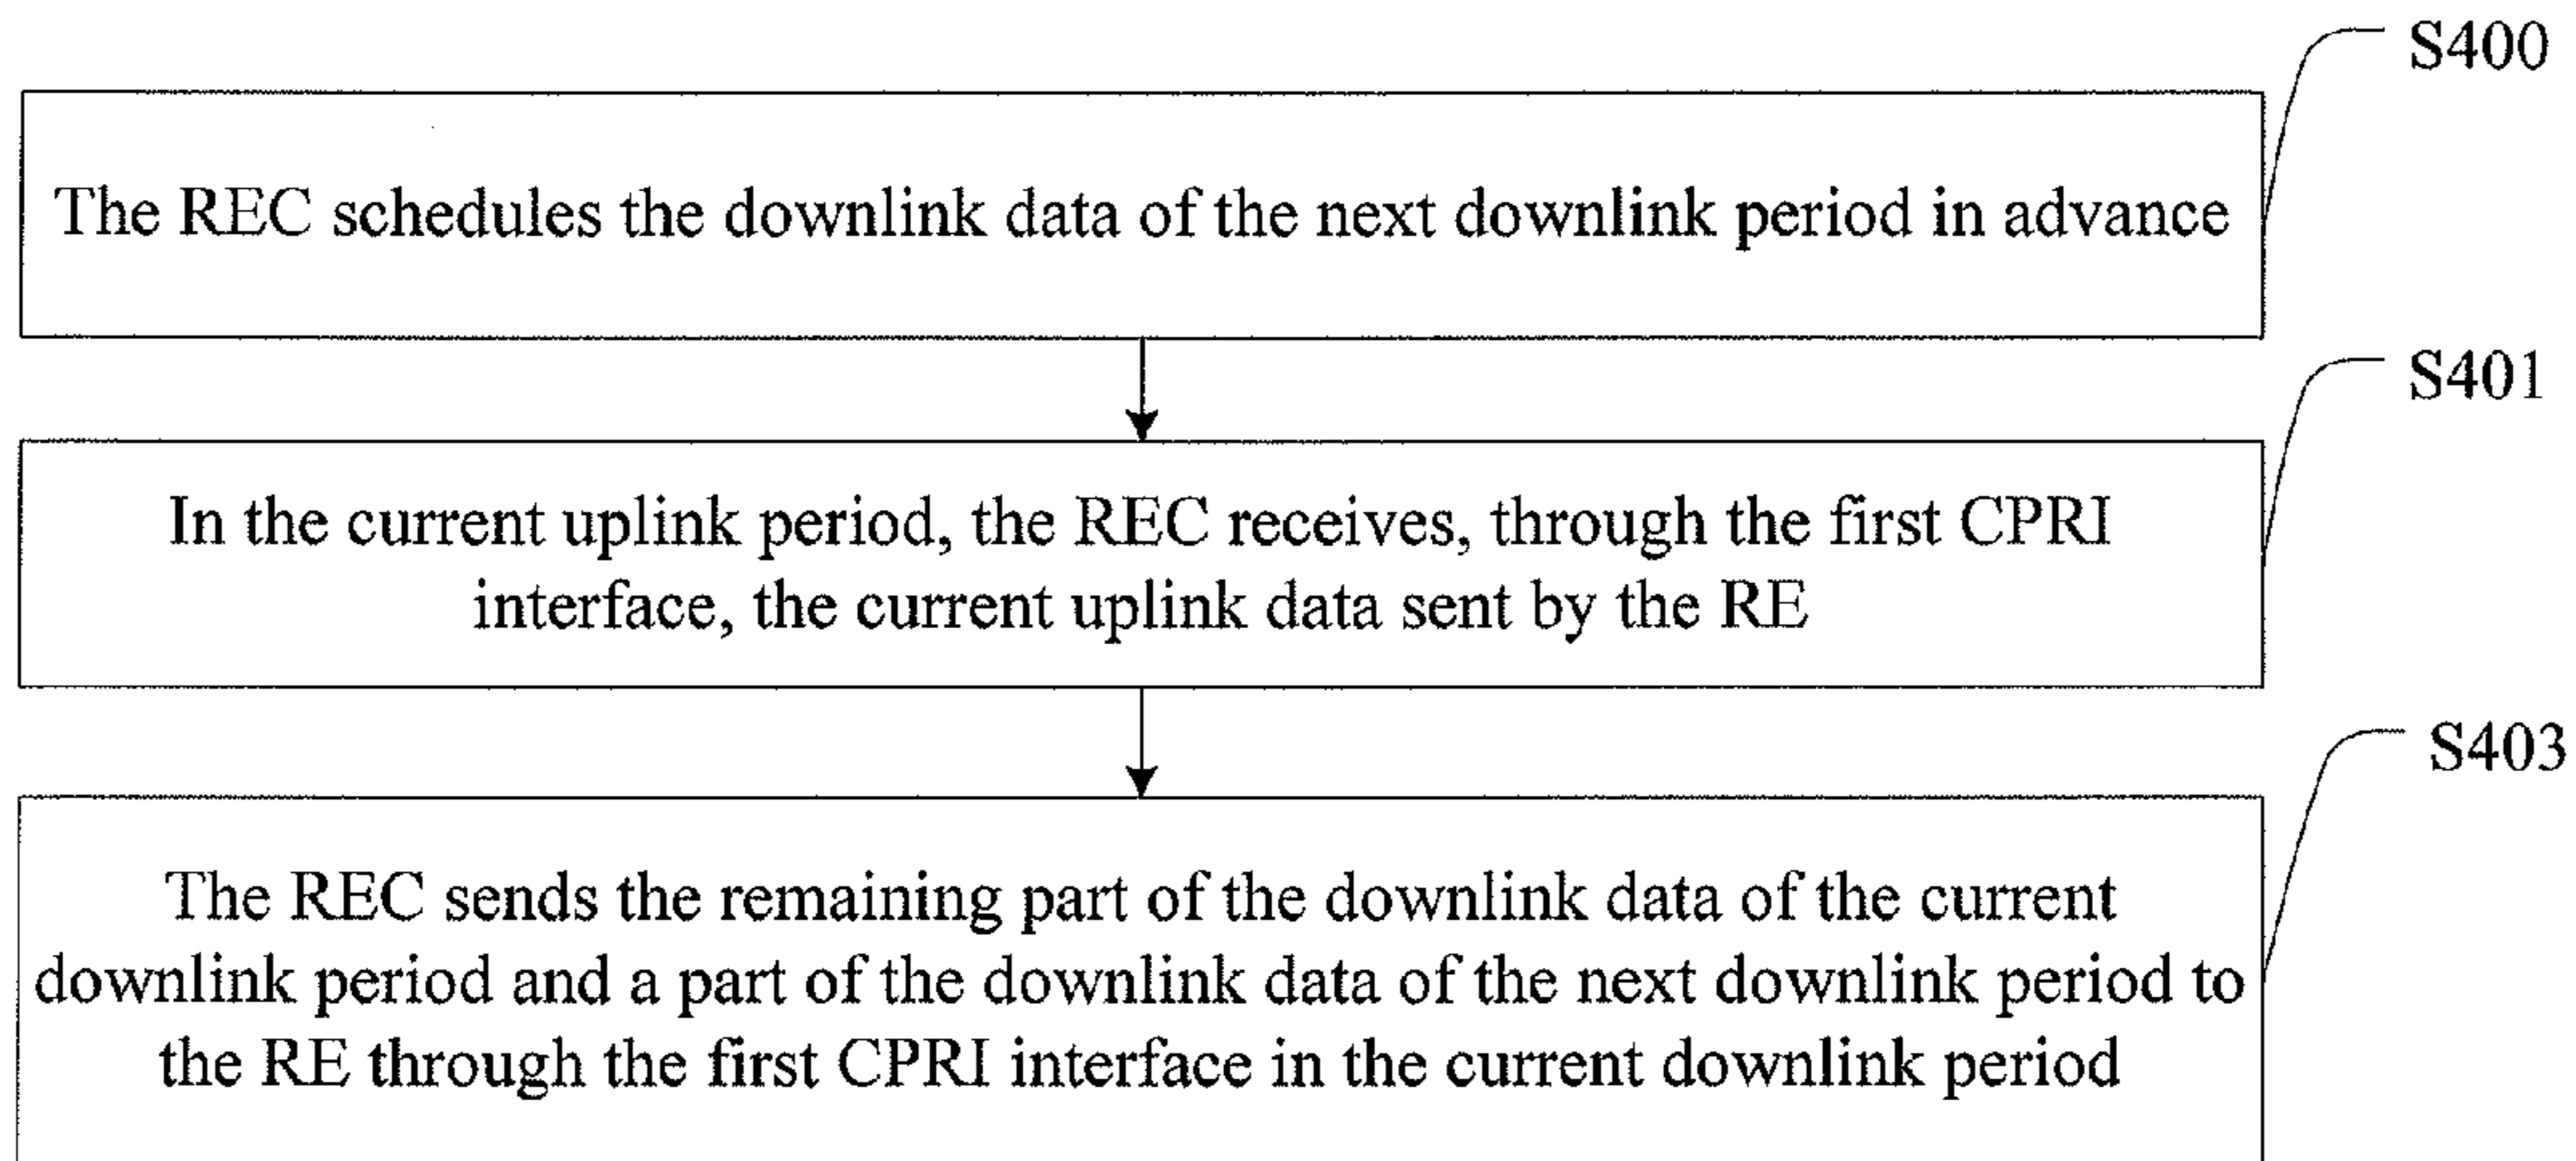 S400
The REC schedules the downlink data of the next downlink period in advance
S401
In the current uplink period, the REC receives, through the first CPRI
interface, the current uplink data sent by the RE
S403
The REC sends the remaining part of the downlink data of the current
downlink period and a part of the downlink data of the next downlink period to
the RE through the first CPRI interface in the current downlink period